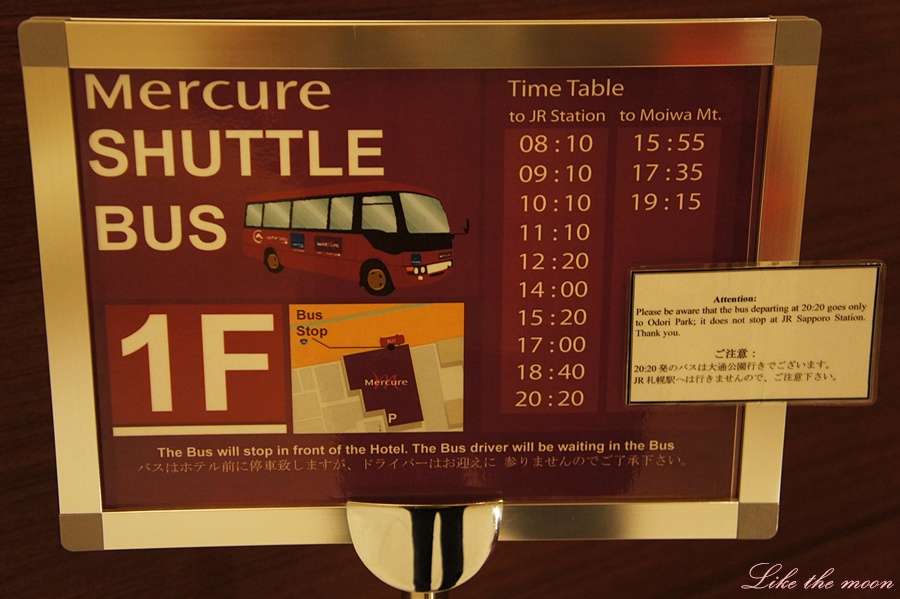 Mercure
SHUTTLE
BUS
1F
Bus
Stop
BUS
Mercure
P
Time Table
to JR Station to Moiwa Mt.
08:10 15:55
09:10 17:35
10:10 19:15
11:10
12:20
14:00
15:20
17:00
18:40
20:20
Attention:
Please be aware that the bus departing at 20:20 goes only
to Odori Park; it does not stop at JR Sapporo Station.
Thank you.
ご注意：
20:20 発のバスは大通公園行きでございます。
JR 札幌駅へは行きませんので、ご注意下さい。
The Bus will stop in front of the Hotel. The Bus driver will be waiting in the Bus
バスはホテル前に停車致しますが、ドライバーはお迎えに 参りませんのでご了承下さい。
Like the moon